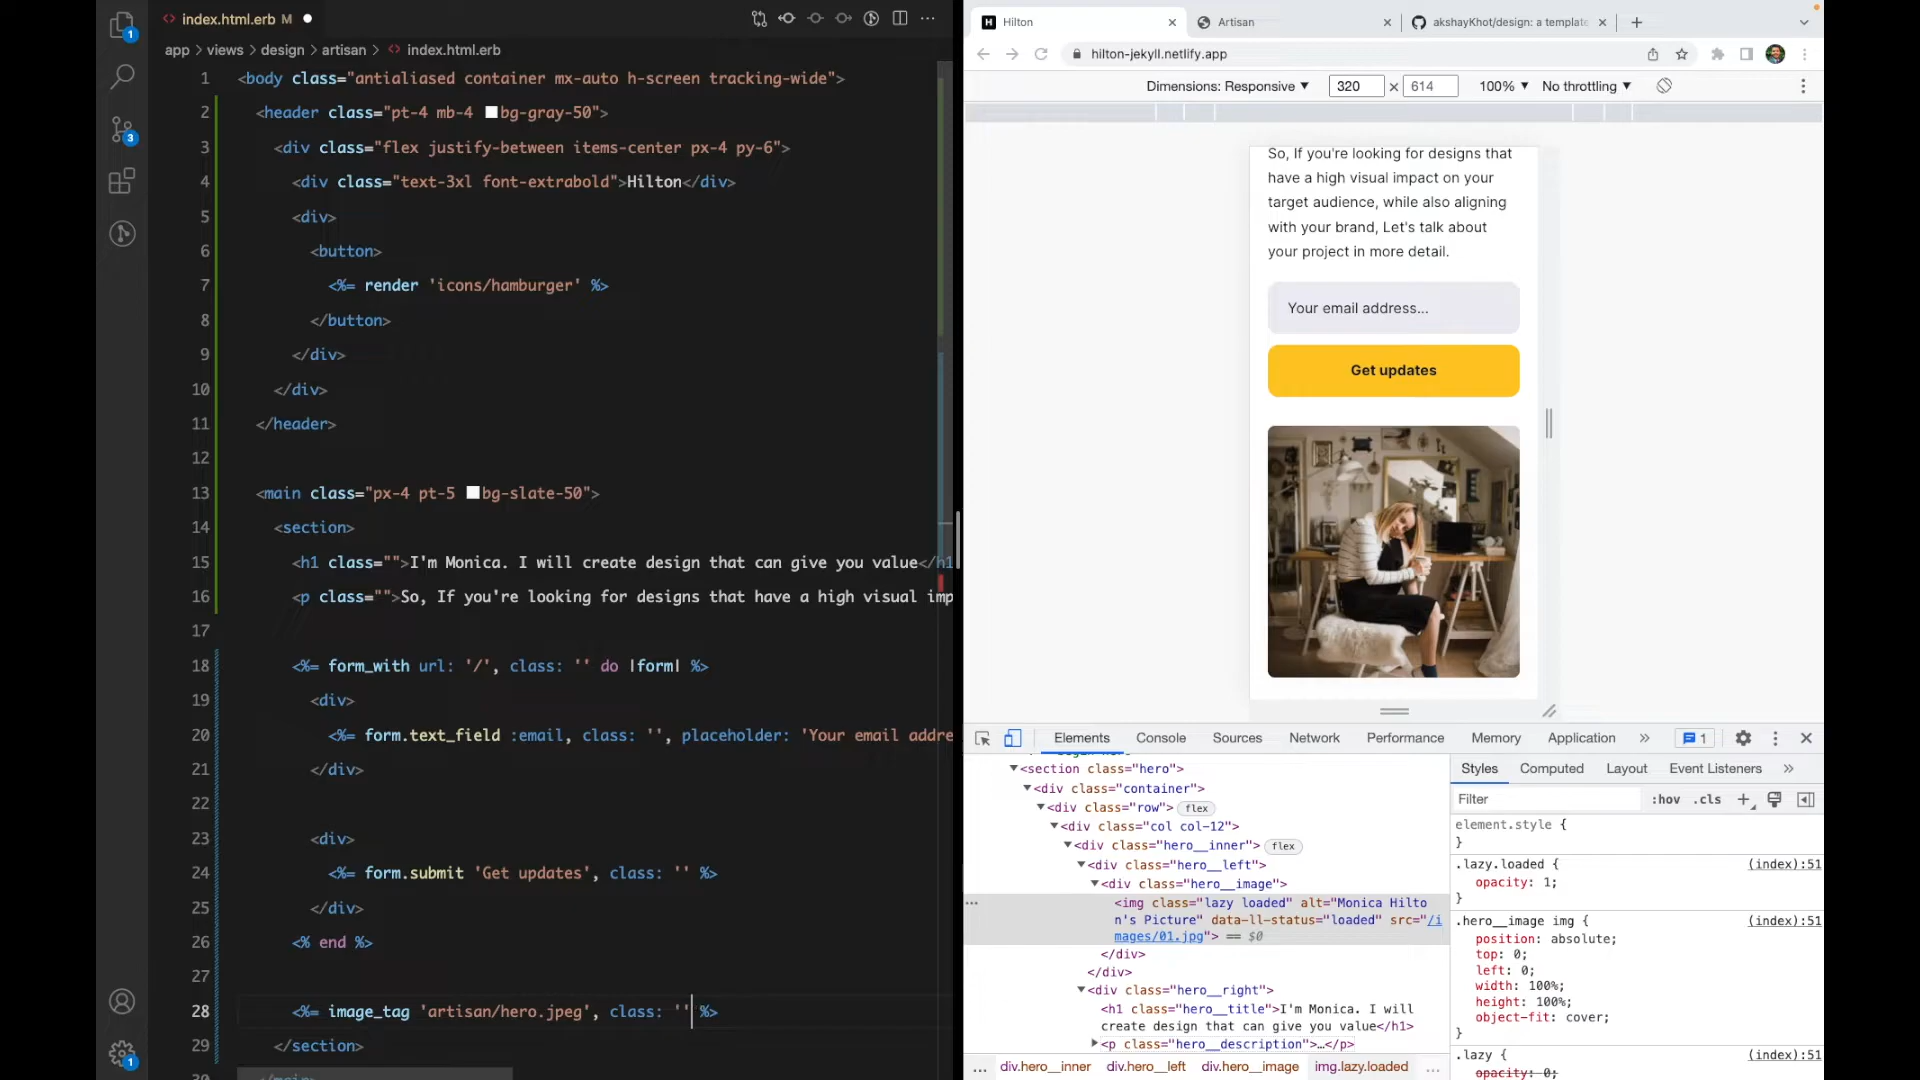 index.html.erb M
app > views > design > artisan > index.html.erb
1 <body class="antialiased container mx-auto h-screen tracking-wide">
2 <header class="pt-4 mb-4 bg-gray-50">
3 <div class="flex justify-between items-center px-4 py-6">
4 <div class="text-3xl font-extrabold">Hilton</div>
5 <div>
6 <button>
7 <%= render 'icons/hamburger' %>
8 </button>
9 </div>
10 </div>
11 </header>
12
13 <main class="px-4 pt-5 bg-slate-50">
14 <section>
15 <h1 class="">I'm Monica. I will create design that can give you value</h1
16 <p class="">So, If you're looking for designs that have a high visual imp
17
18 <%= form_with url: '/', class: '' do |form| %>
19 <div>
20 <%= form.text_field :email, class: '', placeholder: 'Your email addre
21 </div>
22
23 <div>
24 <%= form.submit 'Get updates', class: '' %>
25 </div>
26 <% end %>
27
28 <%= image_tag 'artisan/hero.jpeg', class: '' %>
29 </section>
1
3
1
Hilton
Artisan
akshayKhot/design: a template
hilton-jekyll.netlify.app
Dimensions: Responsive 320 × 614 100% No throttling
So, If you're looking for designs that
have a high visual impact on your
target audience, while also aligning
with your brand, Let's talk about
your project in more detail.
Your email address...
Get updates
Elements Console Sources Network Performance Memory Application » 1
<section class="hero">
<div class="container">
<div class="row"> flex
<div class="col col-12">
<div class="hero__inner"> flex
<div class="hero__left">
<div class="hero__image">
<img class="lazy loaded" alt="Monica Hilto
n's Picture" data-ll-status="loaded" src="/i
mages/01.jpg"> == $0
</div>
</div>
<div class="hero__right">
<h1 class="hero__title">I'm Monica. I will
create design that can give you value</h1>
<p class="hero__description">…</p>
... div.hero__inner div.hero__left div.hero__image img.lazy.loaded ...
Styles Computed Layout Event Listeners »
Filter :hov .cls +
element.style {
}
.lazy.loaded { (index):51
opacity: 1;
}
.hero__image img { (index):51
position: absolute;
top: 0;
left: 0;
width: 100%;
height: 100%;
object-fit: cover;
}
.lazy { (index):51
opacity: 0;